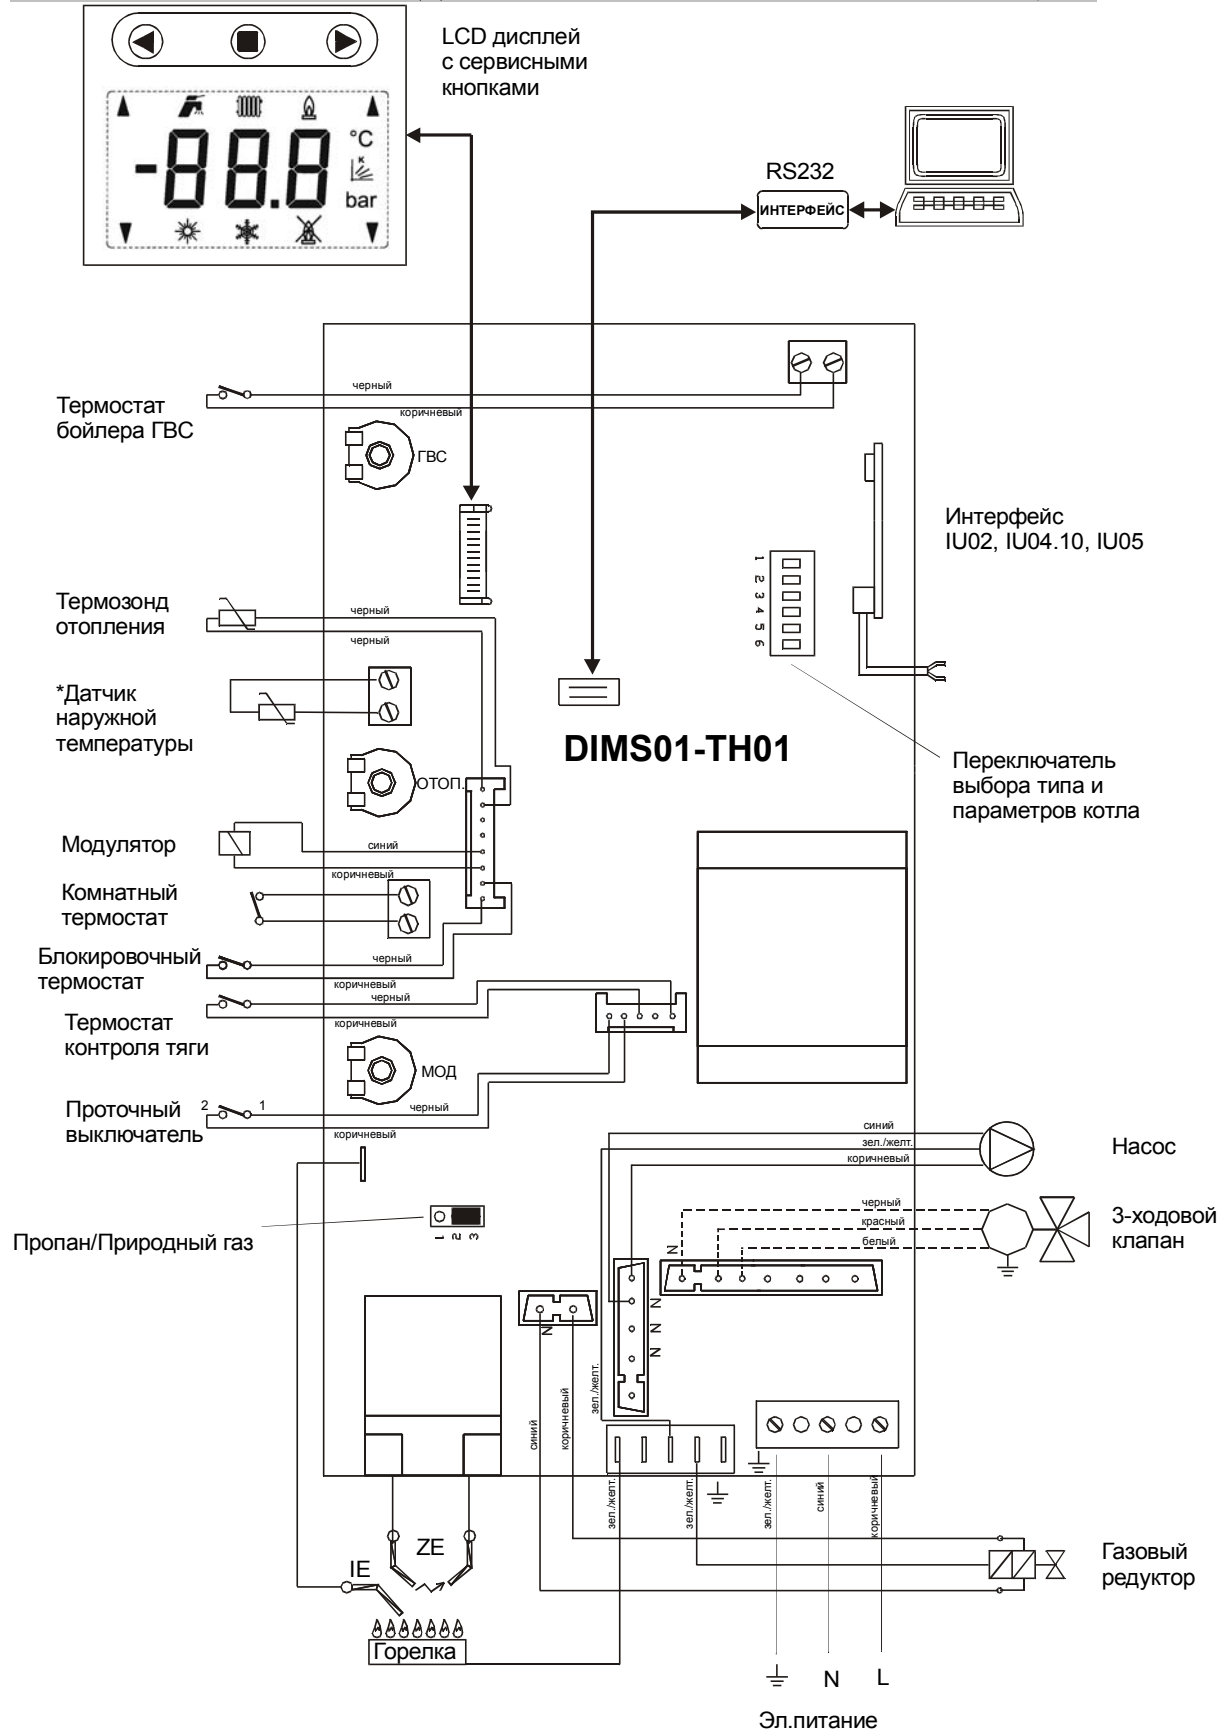 LCD дисплей
с сервисными
кнопками
-88.8
°C
K
bar
RS232
ИНТЕРФЕЙС
Термостат
бойлера ГВС
черный
коричневый
ГВС
Интерфейс
IU02, IU04.10, IU05
1
2
3
4
5
6
Термозонд
отопления
черный
черный
*Датчик
наружной
температуры
DIMS01-TH01
Переключатель
выбора типа и
параметров котла
ОТОП.
Модулятор
синий
коричневый
Комнатный
термостат
Блокировочный
термостат
черный
коричневый
черный
Термостат
контроля тяги
коричневый
МОД
Проточный
выключатель
2
1
черный
коричневый
синий
зел./желт.
коричневый
Насос
черный
красный
белый
3-ходовой
клапан
N
Пропан/Природный газ
1
2
3
N
N
N
N
синий
коричневый
зел./желт.
зел./желт.
зел./желт.
зел./желт.
синий
коричневый
ZE
IE
Горелка
Газовый
редуктор
N
L
Эл.питание